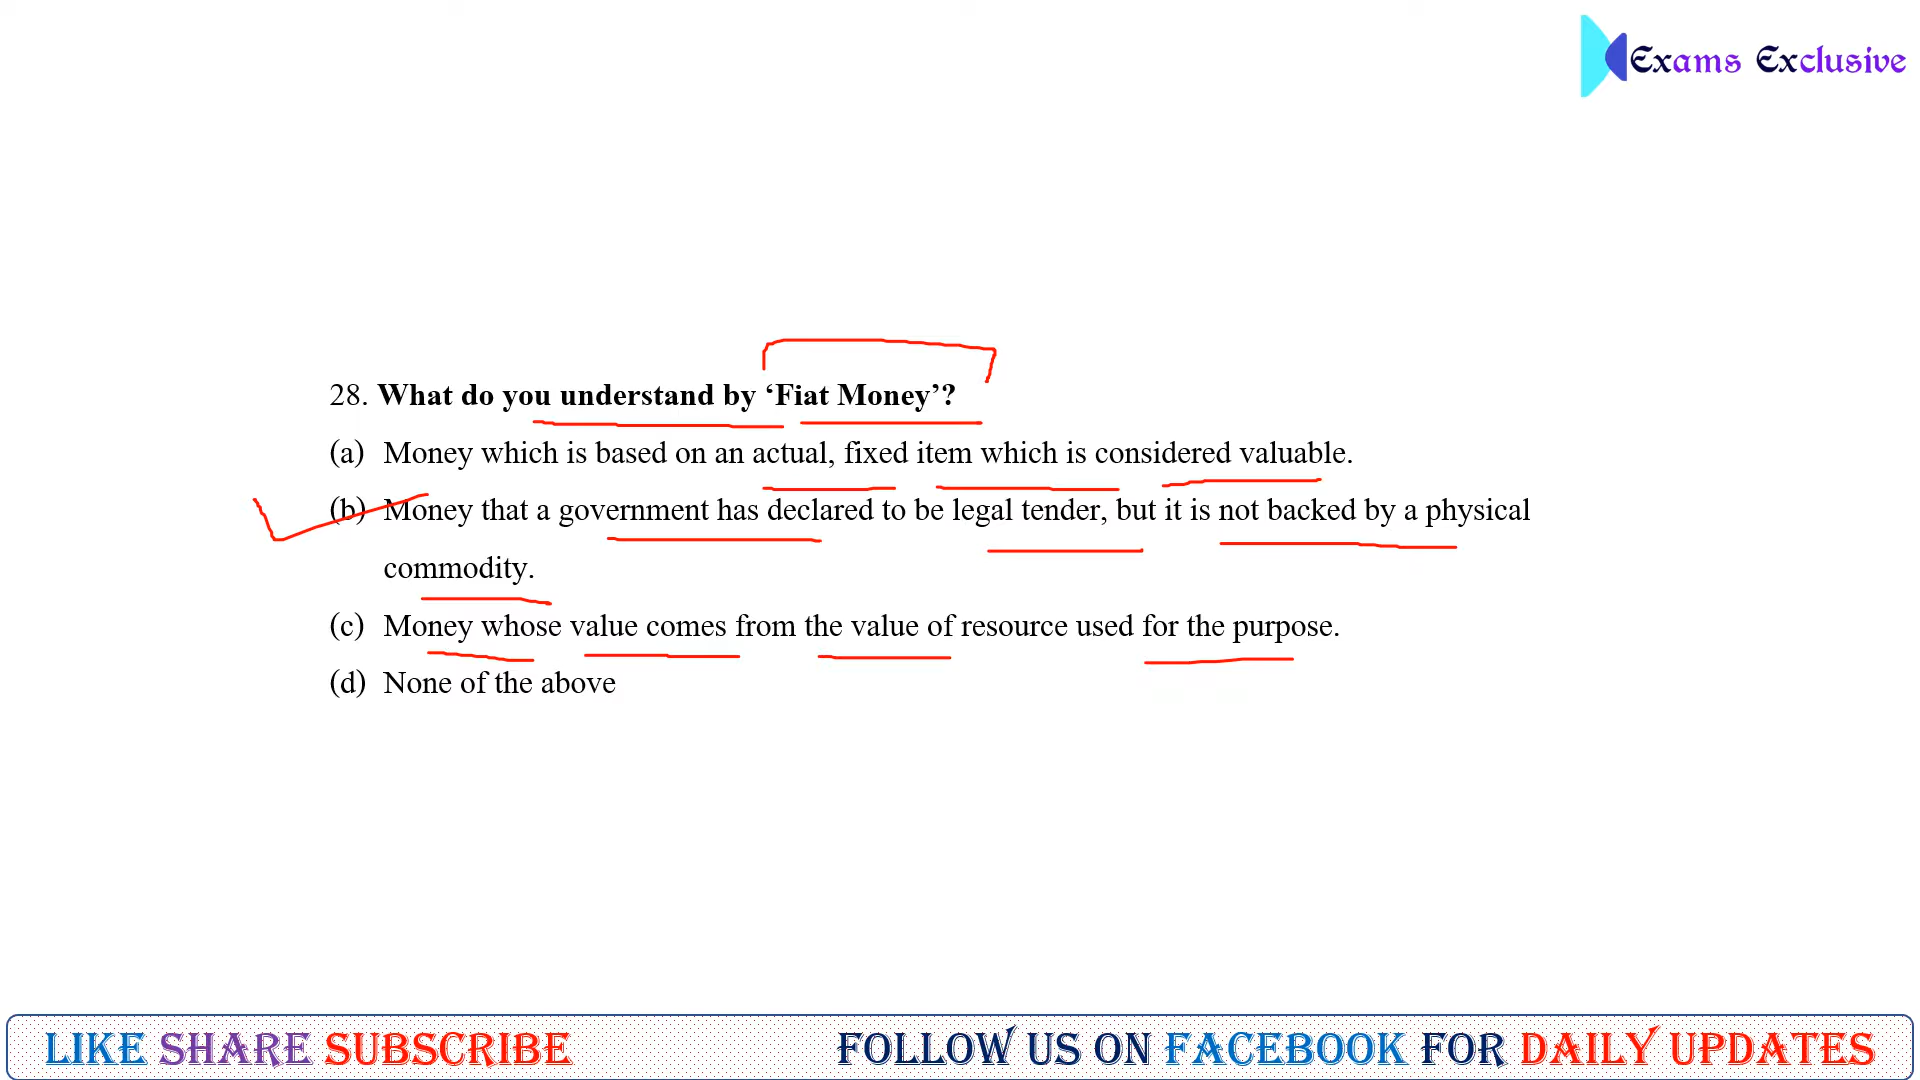 Exams Exclusive
28. What do you understand by ‘Fiat Money’?
(a) Money which is based on an actual, fixed item which is considered valuable.
(b) Money that a government has declared to be legal tender, but it is not backed by a physical
commodity.
(c) Money whose value comes from the value of resource used for the purpose.
(d) None of the above
LIKE SHARE SUBSCRIBE FOLLOW US ON FACEBOOK FOR DAILY UPDATES